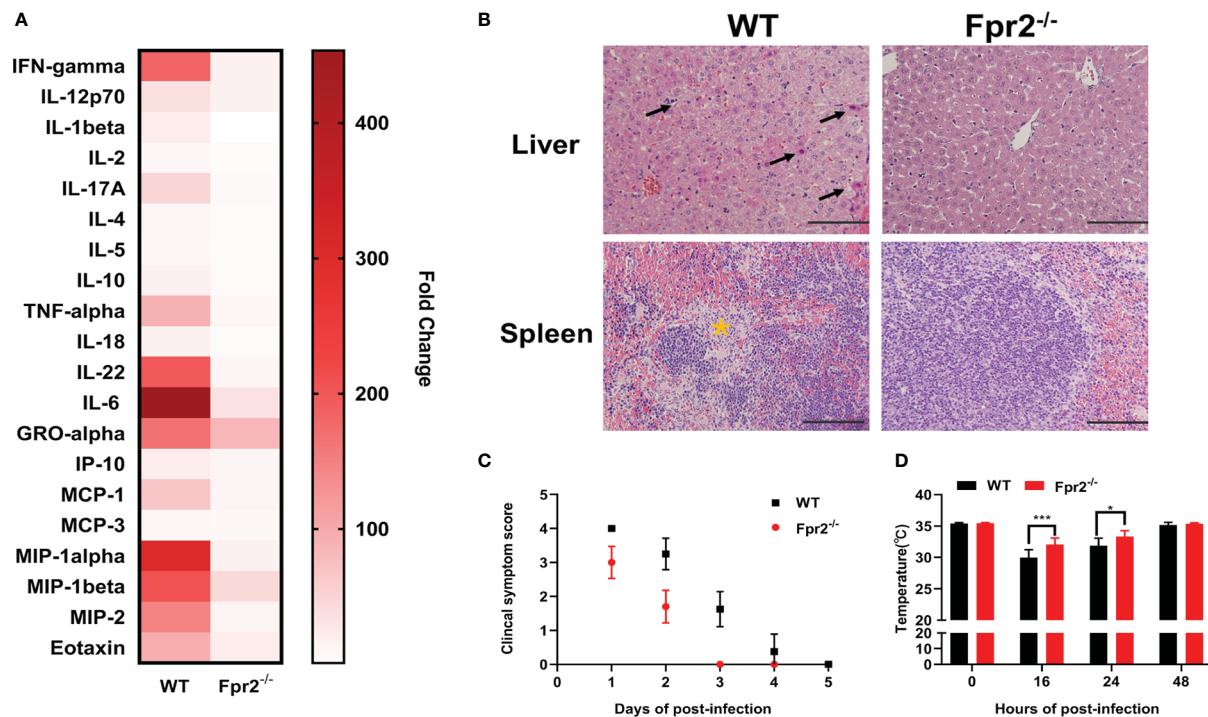 A
IFN-gamma
IL-12p70
IL-1beta
IL-2
IL-17A
IL-4
IL-5
IL-10
TNF-alpha
IL-18
IL-22
IL-6
GRO-alpha
IP-10
MCP-1
MCP-3
MIP-1alpha
MIP-1beta
MIP-2
Eotaxin
WT Fpr2-/-
400
300
200
100
Fold Change
B
WT Fpr2-/-
Liver
Spleen
*
C
Clincal symptom score
5
4
3
2
1
0
WT
Fpr2-/-
0 1 2 3 4 5
Days of post-infection
D
WT Fpr2-/-
Temperature(℃)
40
35
30
25
20
20
10
0
***
*
0 16 24 48
Hours of post-infection